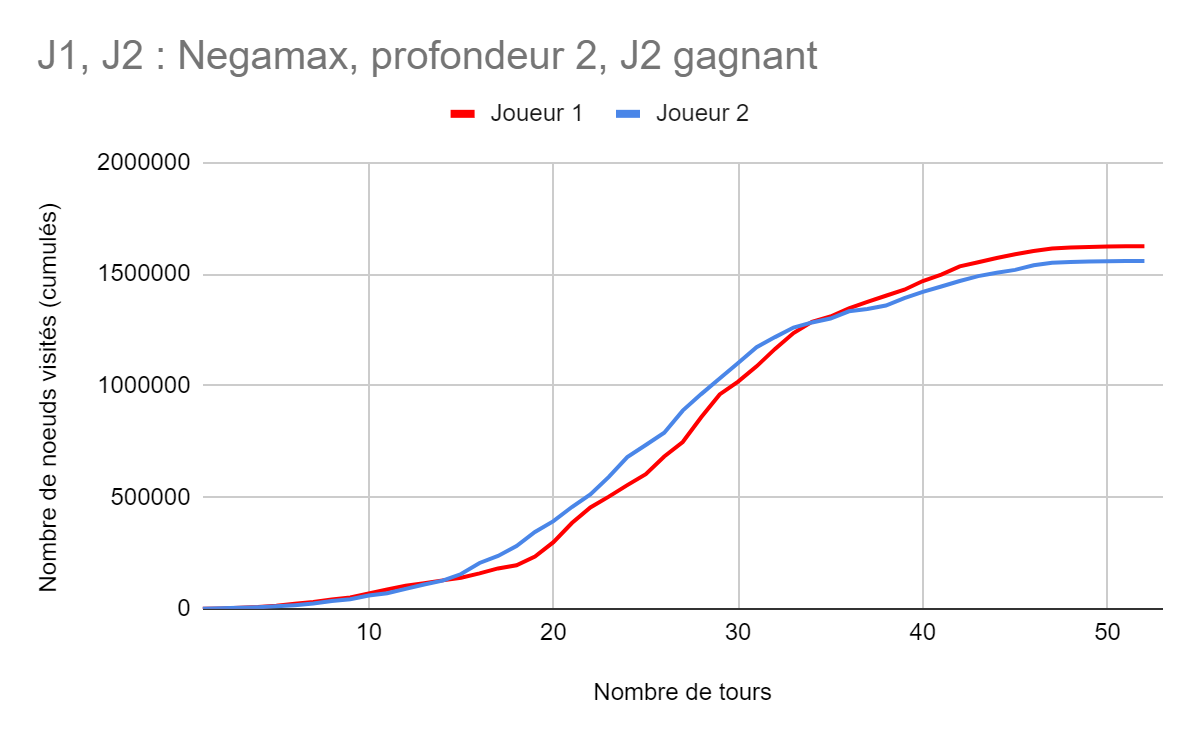 J1, J2 : Negamax, profondeur 2, J2 gagnant
Joueur 1 Joueur 2
Nombre de noeuds visités (cumulés)
2000000
1500000
1000000
500000
0
10 20 30 40 50
Nombre de tours